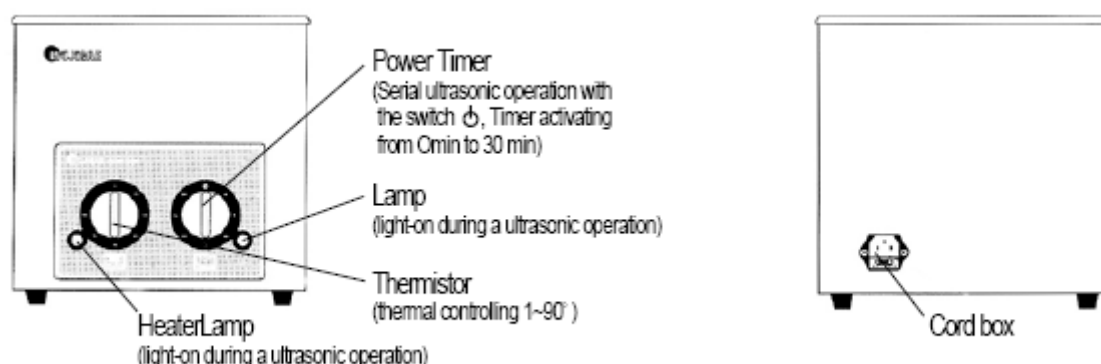 Power Timer
(Serial ultrasonic operation with
the switch ⏻, Timer activating
from Omin to 30 min)
Lamp
(light-on during a ultrasonic operation)
Thermistor
(thermal controlling 1~90˚ )
HeaterLamp
(light-on during a ultrasonic operation)
Cord box